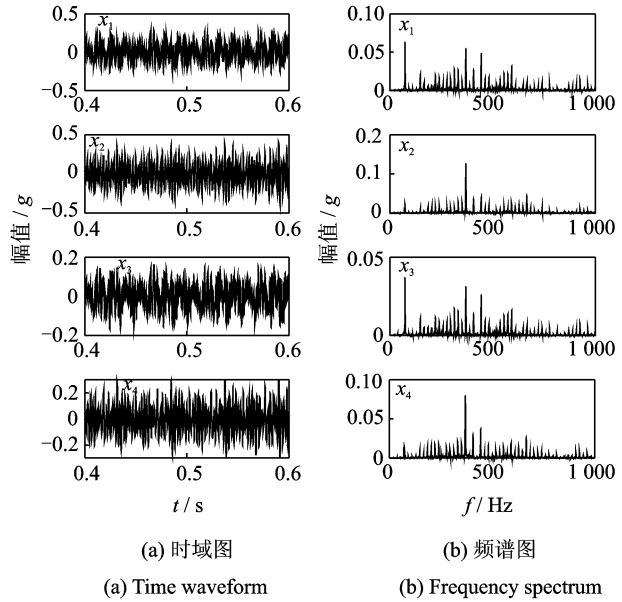 0.5
0
−0.5
x1
0.4
0.5
0.6
0.10
0.05
0
x1
0
500
1 000
0.5
0
−0.5
x2
0.4
0.5
0.6
0.2
0.1
0
x2
0
500
1 000
幅值 / g
幅值 / g
0.2
0
−0.2
x3
0.4
0.5
0.6
0.05
0
x3
0
500
1 000
0.2
0
−0.2
x4
0.4
0.5
0.6
0.10
0.05
0
x4
0
500
1 000
t / s
f / Hz
(a) 时域图
(b) 频谱图
(a) Time waveform
(b) Frequency spectrum